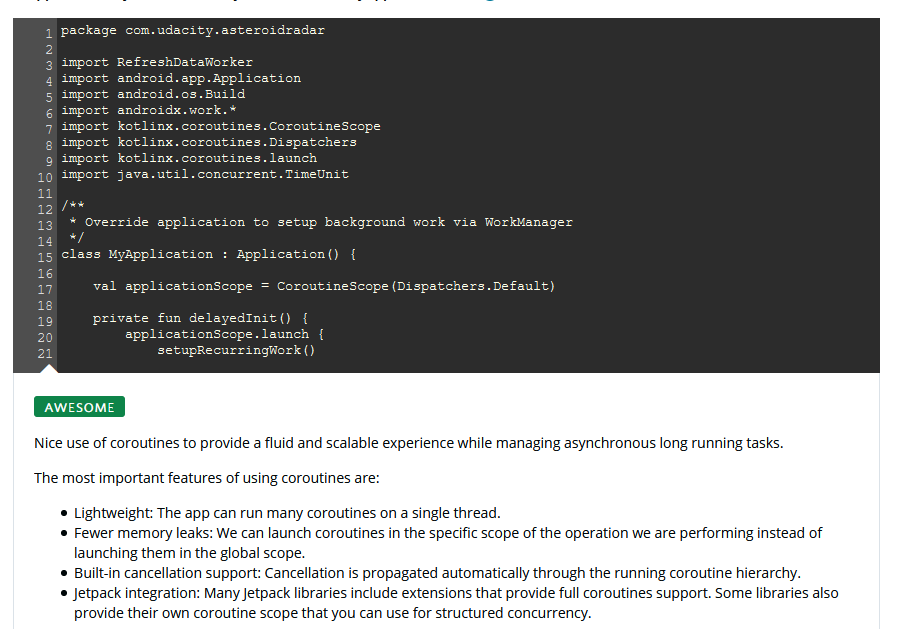 1 package com.udacity.asteroidradar
2
3 import RefreshDataWorker
4 import android.app.Application
5 import android.os.Build
6 import androidx.work.*
7 import kotlinx.coroutines.CoroutineScope
8 import kotlinx.coroutines.Dispatchers
9 import kotlinx.coroutines.launch
10 import java.util.concurrent.TimeUnit
11
12 /**
13  * Override application to setup background work via WorkManager
14  */
15 class MyApplication : Application() {
16
17     val applicationScope = CoroutineScope(Dispatchers.Default)
18
19     private fun delayedInit() {
20         applicationScope.launch {
21             setupRecurringWork()
AWESOME
Nice use of coroutines to provide a fluid and scalable experience while managing asynchronous long running tasks.
The most important features of using coroutines are:
• Lightweight: The app can run many coroutines on a single thread.
• Fewer memory leaks: We can launch coroutines in the specific scope of the operation we are performing instead of
launching them in the global scope.
• Built-in cancellation support: Cancellation is propagated automatically through the running coroutine hierarchy.
• Jetpack integration: Many Jetpack libraries include extensions that provide full coroutines support. Some libraries also
provide their own coroutine scope that you can use for structured concurrency.